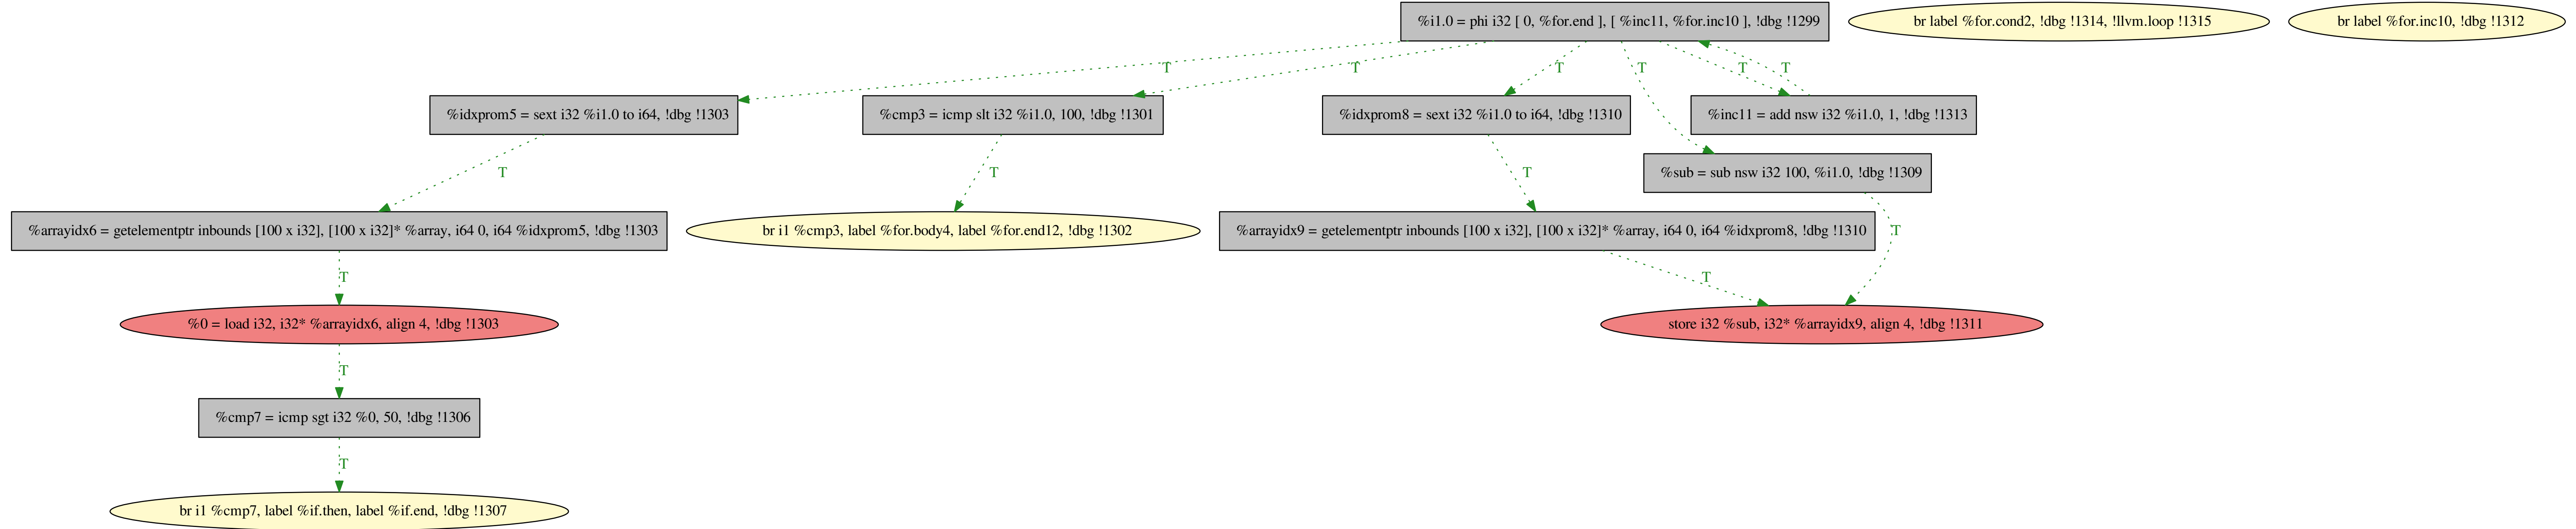 %i1.0 = phi i32 [ 0, %for.end ], [ %inc11, %for.inc10 ], !dbg !1299
br label %for.cond2, !dbg !1314, !llvm.loop !1315
br label %for.inc10, !dbg !1312
T
T
T
T
T
T
%idxprom5 = sext i32 %i1.0 to i64, !dbg !1303
%cmp3 = icmp slt i32 %i1.0, 100, !dbg !1301
%idxprom8 = sext i32 %i1.0 to i64, !dbg !1310
%inc11 = add nsw i32 %i1.0, 1, !dbg !1313
T
T
T
%sub = sub nsw i32 100, %i1.0, !dbg !1309
%arrayidx6 = getelementptr inbounds [100 x i32], [100 x i32]* %array, i64 0, i64 %idxprom5, !dbg !1303
br i1 %cmp3, label %for.body4, label %for.end12, !dbg !1302
%arrayidx9 = getelementptr inbounds [100 x i32], [100 x i32]* %array, i64 0, i64 %idxprom8, !dbg !1310
T
T
T
%0 = load i32, i32* %arrayidx6, align 4, !dbg !1303
store i32 %sub, i32* %arrayidx9, align 4, !dbg !1311
T
%cmp7 = icmp sgt i32 %0, 50, !dbg !1306
T
br i1 %cmp7, label %if.then, label %if.end, !dbg !1307